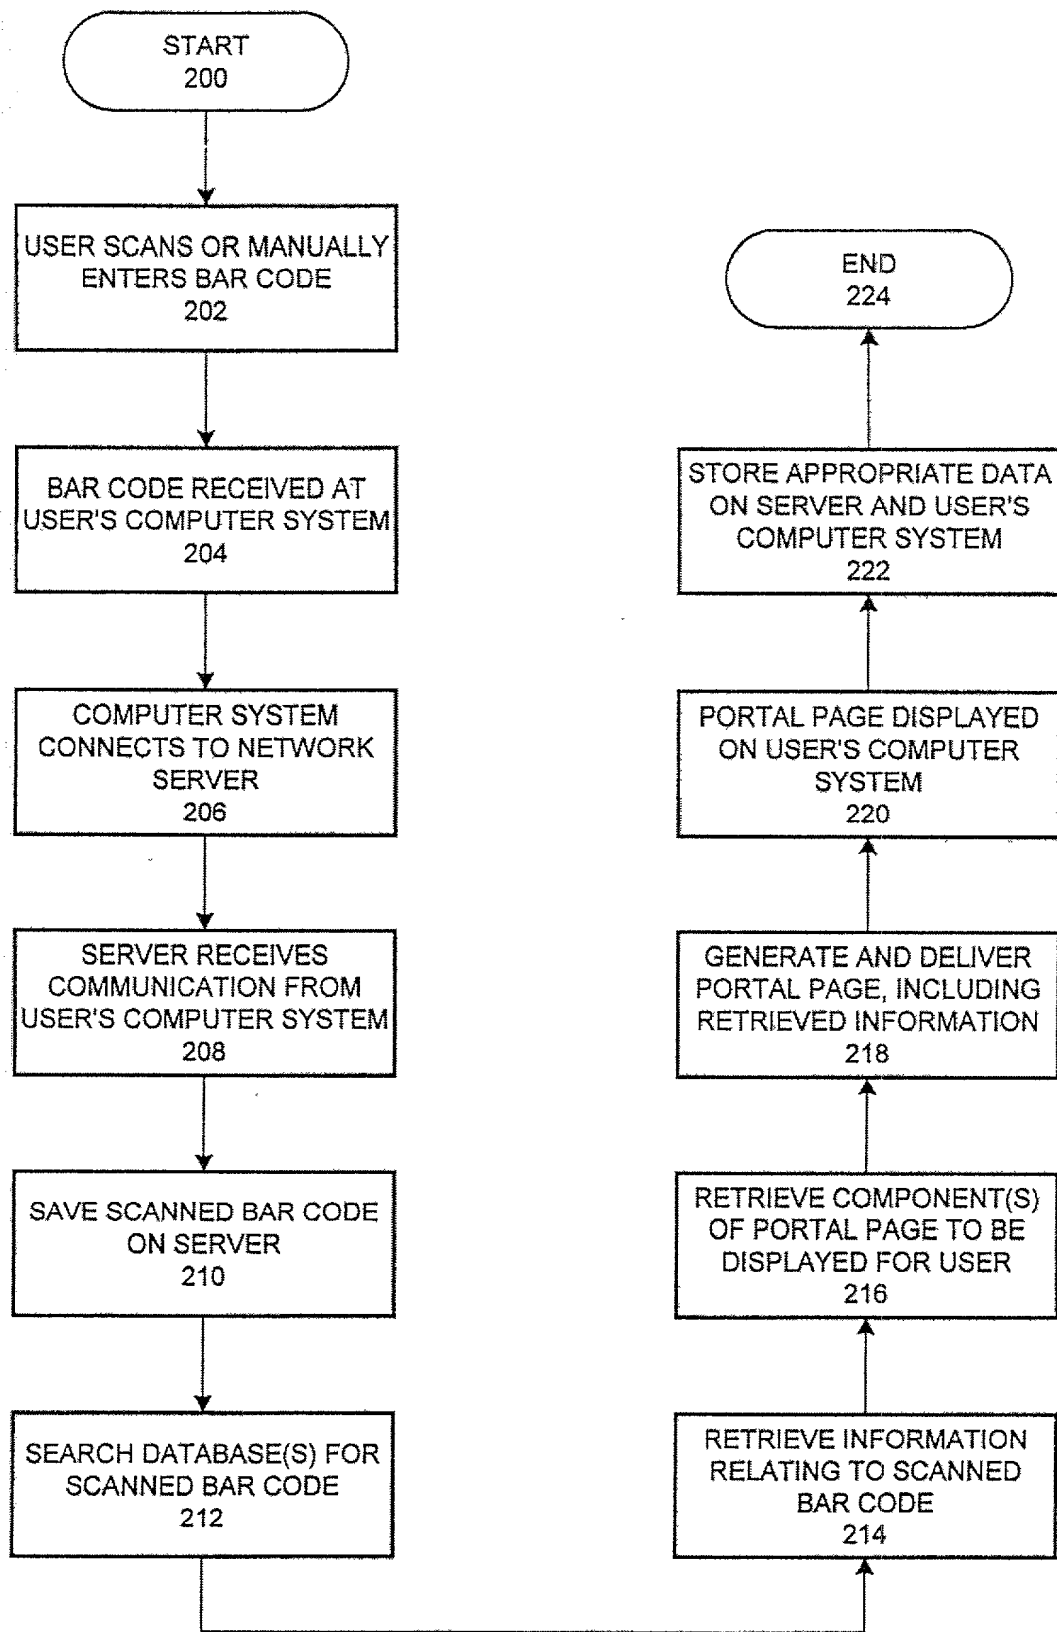 START
200
USER SCANS OR MANUALLY
ENTERS BAR CODE
202
BAR CODE RECEIVED AT
USER'S COMPUTER SYSTEM
204
COMPUTER SYSTEM
CONNECTS TO NETWORK
SERVER
206
SERVER RECEIVES
COMMUNICATION FROM
USER'S COMPUTER SYSTEM
208
SAVE SCANNED BAR CODE
ON SERVER
210
SEARCH DATABASE(S) FOR
SCANNED BAR CODE
212
RETRIEVE INFORMATION
RELATING TO SCANNED
BAR CODE
214
RETRIEVE COMPONENT(S)
OF PORTAL PAGE TO BE
DISPLAYED FOR USER
216
GENERATE AND DELIVER
PORTAL PAGE, INCLUDING
RETRIEVED INFORMATION
218
PORTAL PAGE DISPLAYED
ON USER'S COMPUTER
SYSTEM
220
STORE APPROPRIATE DATA
ON SERVER AND USER'S
COMPUTER SYSTEM
222
END
224